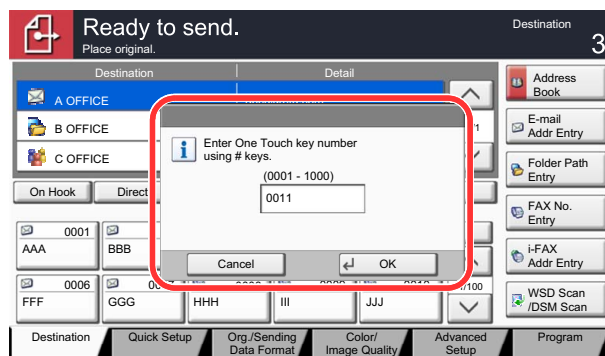 Ready to send.
Place original.
Destination
3
Destination
Detail
A OFFICE
B OFFICE
C OFFICE
Enter One Touch key number
using # keys.
(0001 - 1000)
0011
Cancel
OK
On Hook
Direct
0001
AAA
BBB
0006
FFF
GGG
HHH
III
JJJ
/100
Address
Book
E-mail
Addr Entry
Folder Path
Entry
FAX No.
Entry
i-FAX
Addr Entry
WSD Scan
/DSM Scan
Destination
Quick Setup
Org./Sending
Data Format
Color/
Image Quality
Advanced
Setup
Program